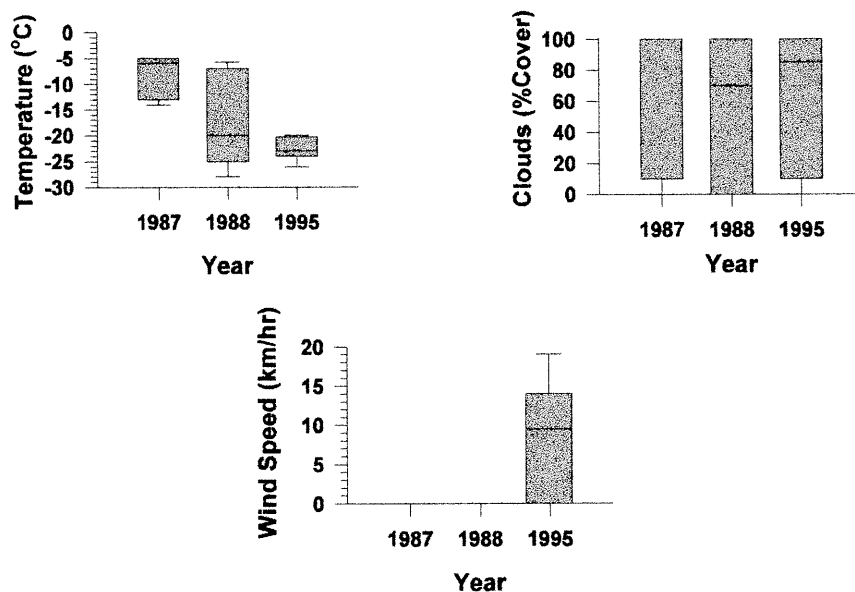 Temperature (°C)
0
-5
-10
-15
-20
-25
-30
1987 1988 1995
Year
Clouds (%Cover)
100
80
60
40
20
0
1987 1988 1995
Year
Wind Speed (km/hr)
20
15
10
5
0
1987 1988 1995
Year